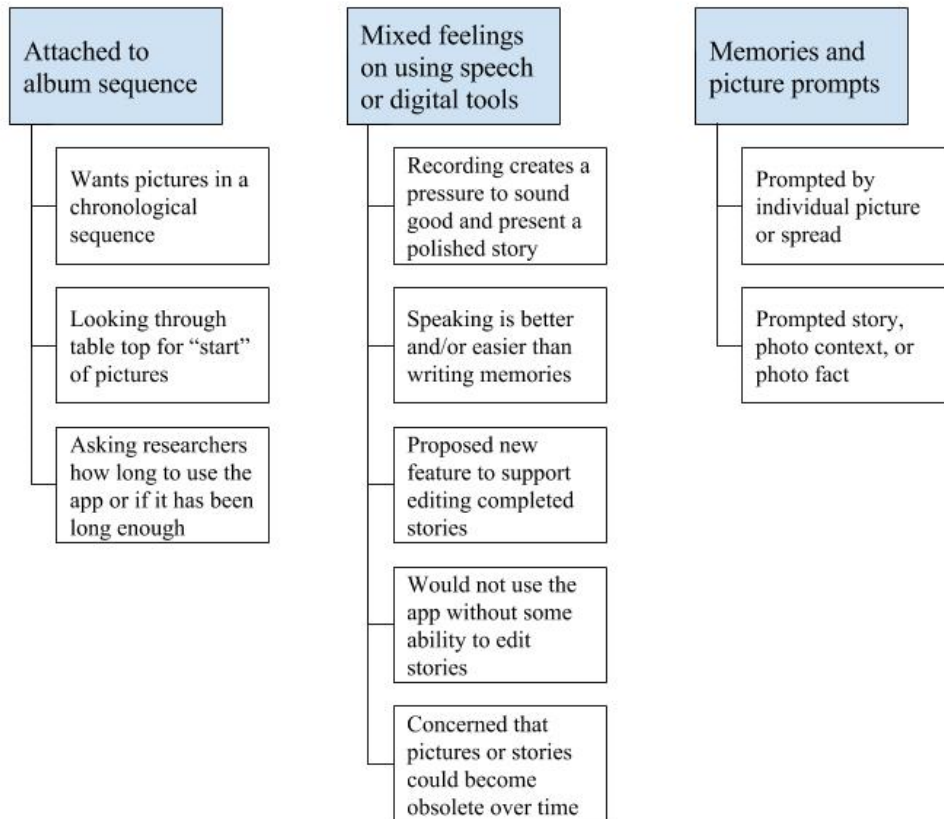 Attached to
album sequence
Wants pictures in a
chronological
sequence
Looking through
table top for “start”
of pictures
Asking researchers
how long to use the
app or if it has been
long enough
Mixed feelings
on using speech
or digital tools
Recording creates a
pressure to sound
good and present a
polished story
Speaking is better
and/or easier than
writing memories
Proposed new
feature to support
editing completed
stories
Would not use the
app without some
ability to edit
stories
Concerned that
pictures or stories
could become
obsolete over time
Memories and
picture prompts
Prompted by
individual picture
or spread
Prompted story,
photo context, or
photo fact